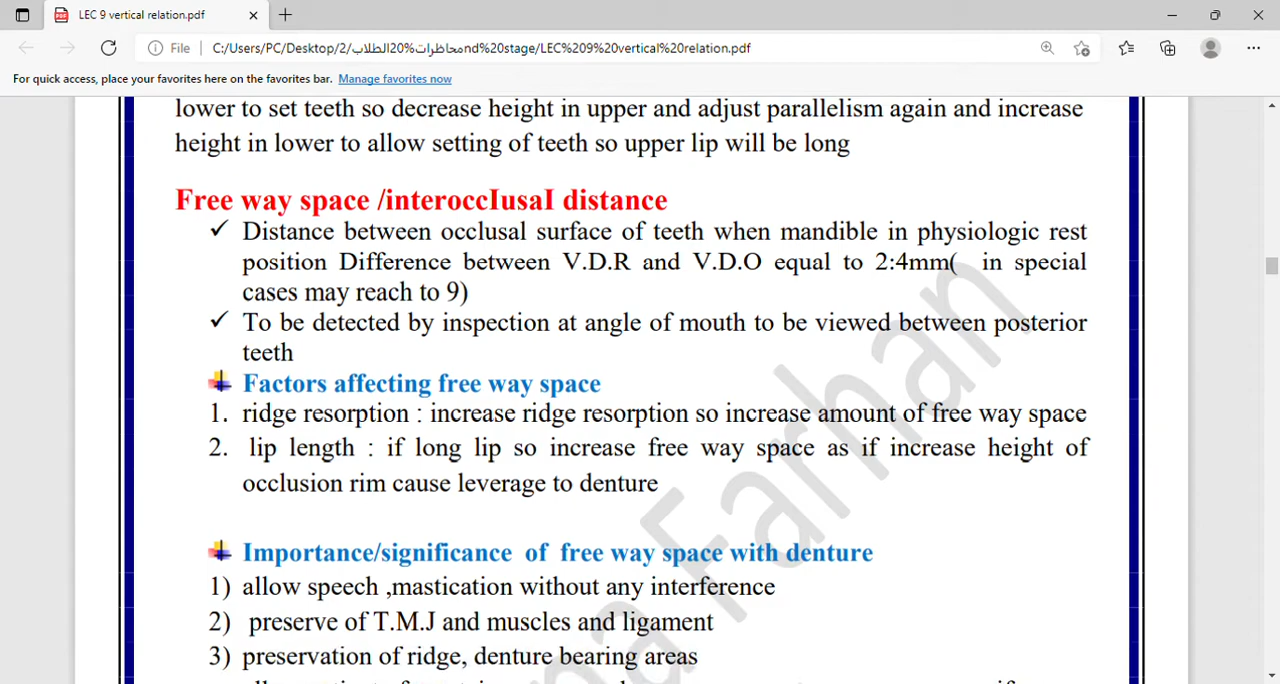 LEC 9 vertical relation.pdf
File C:/Users/PC/Desktop/2/محاظرات%20الطلابnd%20stage/LEC%209%20vertical%20relation.pdf
For quick access, place your favorites here on the favorites bar. Manage favorites now
lower to set teeth so decrease height in upper and adjust parallelism again and increase
height in lower to allow setting of teeth so upper lip will be long
Free way space /interoccIusaI distance
✓ Distance between occlusal surface of teeth when mandible in physiologic rest
position Difference between V.D.R and V.D.O equal to 2:4mm( in special
cases may reach to 9)
✓ To be detected by inspection at angle of mouth to be viewed between posterior
teeth
Factors affecting free way space
1. ridge resorption : increase ridge resorption so increase amount of free way space
2. lip length : if long lip so increase free way space as if increase height of
occlusion rim cause leverage to denture
Importance/significance of free way space with denture
1) allow speech ,mastication without any interference
2) preserve of T.M.J and muscles and ligament
3) preservation of ridge, denture bearing areas
Farhan